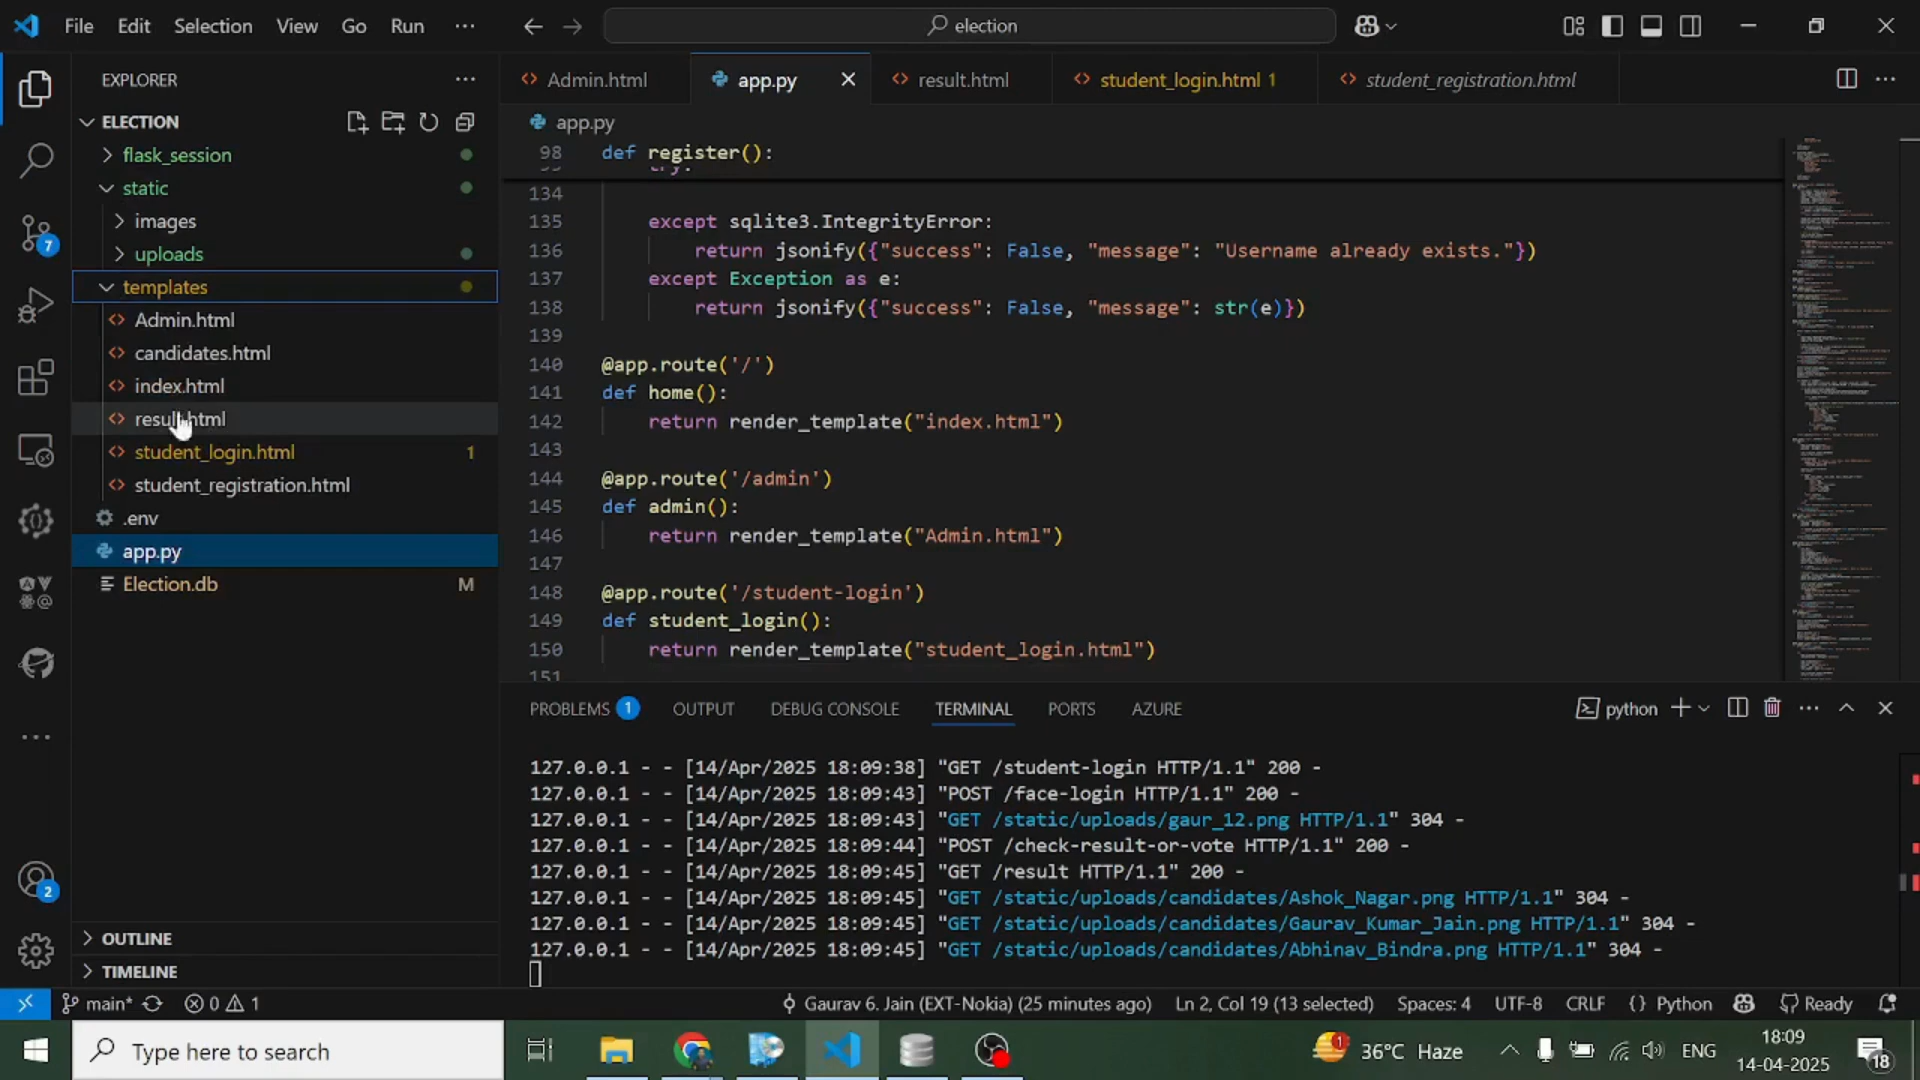 File Edit Selection View Go Run ···
election
EXPLORER
Admin.html
app.py
result.html
student_login.html 1
student_registration.html
ELECTION
flask_session
static
images
uploads
templates
Admin.html
candidates.html
index.html
result.html
student_login.html 1
student_registration.html
.env
app.py
Election.db M
OUTLINE
TIMELINE
7
2
app.py
98 def register():
99 try:
134
135 except sqlite3.IntegrityError:
136 return jsonify({"success": False, "message": "Username already exists."})
137 except Exception as e:
138 return jsonify({"success": False, "message": str(e)})
139
140 @app.route('/')
141 def home():
142 return render_template("index.html")
143
144 @app.route('/admin')
145 def admin():
146 return render_template("Admin.html")
147
148 @app.route('/student-login')
149 def student_login():
150 return render_template("student_login.html")
151
PROBLEMS 1 OUTPUT DEBUG CONSOLE TERMINAL PORTS AZURE
python
127.0.0.1 - - [14/Apr/2025 18:09:38] "GET /student-login HTTP/1.1" 200 -
127.0.0.1 - - [14/Apr/2025 18:09:43] "POST /face-login HTTP/1.1" 200 -
127.0.0.1 - - [14/Apr/2025 18:09:43] "GET /static/uploads/gaur_12.png HTTP/1.1" 304 -
127.0.0.1 - - [14/Apr/2025 18:09:44] "POST /check-result-or-vote HTTP/1.1" 200 -
127.0.0.1 - - [14/Apr/2025 18:09:45] "GET /result HTTP/1.1" 200 -
127.0.0.1 - - [14/Apr/2025 18:09:45] "GET /static/uploads/candidates/Ashok_Nagar.png HTTP/1.1" 304 -
127.0.0.1 - - [14/Apr/2025 18:09:45] "GET /static/uploads/candidates/Gaurav_Kumar_Jain.png HTTP/1.1" 304 -
127.0.0.1 - - [14/Apr/2025 18:09:45] "GET /static/uploads/candidates/Abhinav_Bindra.png HTTP/1.1" 304 -
main* 0 1 Gaurav 6. Jain (EXT-Nokia) (25 minutes ago) Ln 2, Col 19 (13 selected) Spaces: 4 UTF-8 CRLF {} Python Ready
Type here to search
1
36°C Haze
ENG
18:09
14-04-2025
18